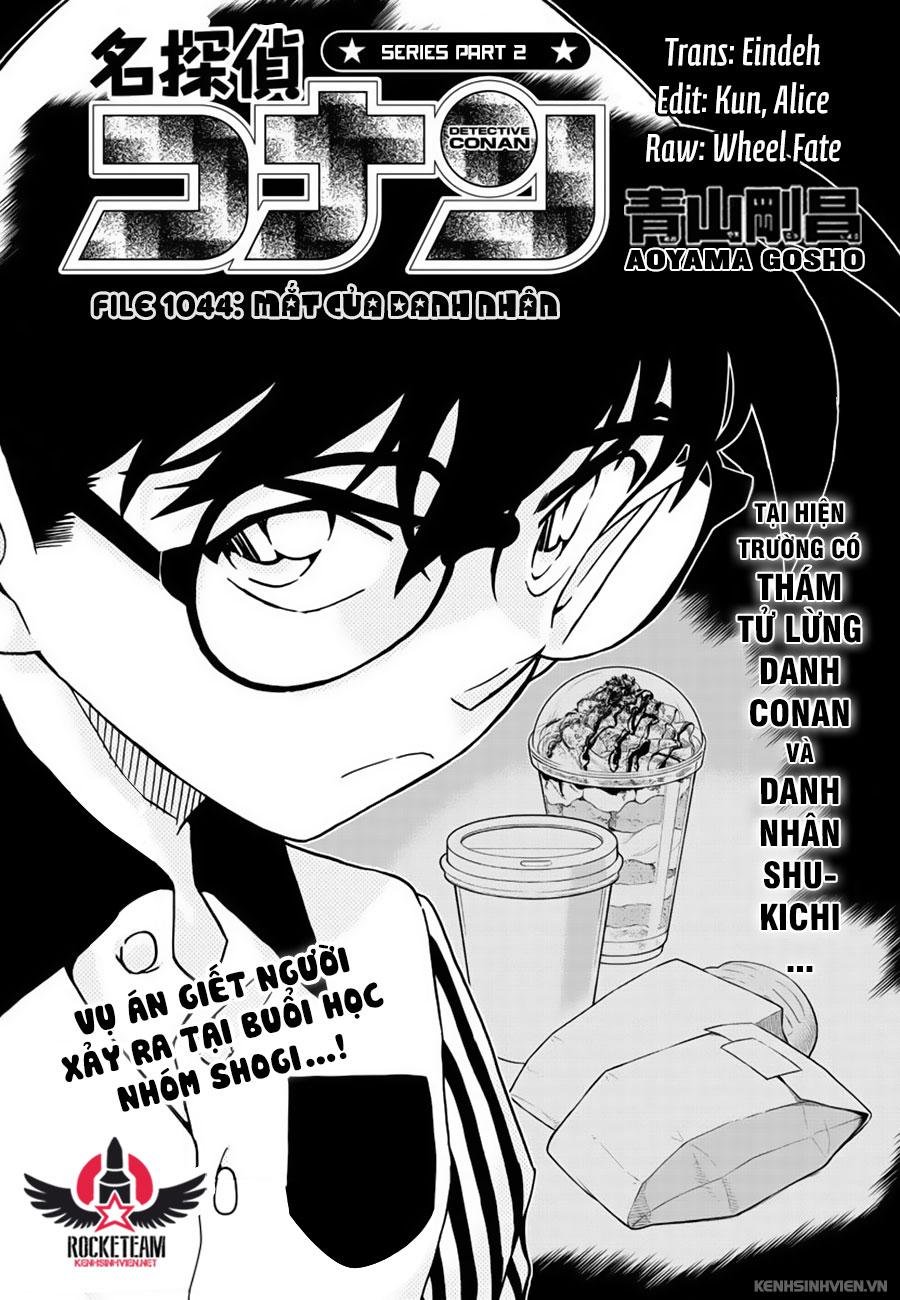 名探偵
★ SERIES PART 2 ★
コナン
DETECTIVE
CONAN
Trans: Eindeh
Edit: Kun, Alice
Raw: Wheel Fate
青山剛昌
AOYAMA GOSHO
FILE 1044: MẮT CỦA DANH NHÂN
TẠI HIỆN
TRƯỜNG CÓ
THÁM
TỬ LỪNG
DANH
CONAN
VÀ
DANH
NHÂN
SHU-
KICHI
...
VỤ ÁN GIẾT NGƯỜI
XẢY RA TẠI BUỔI HỌC
NHÓM SHOGI...!
ROCKETEAM
KENHSINHVIEN.NET
KENHSINHVIEN.VN